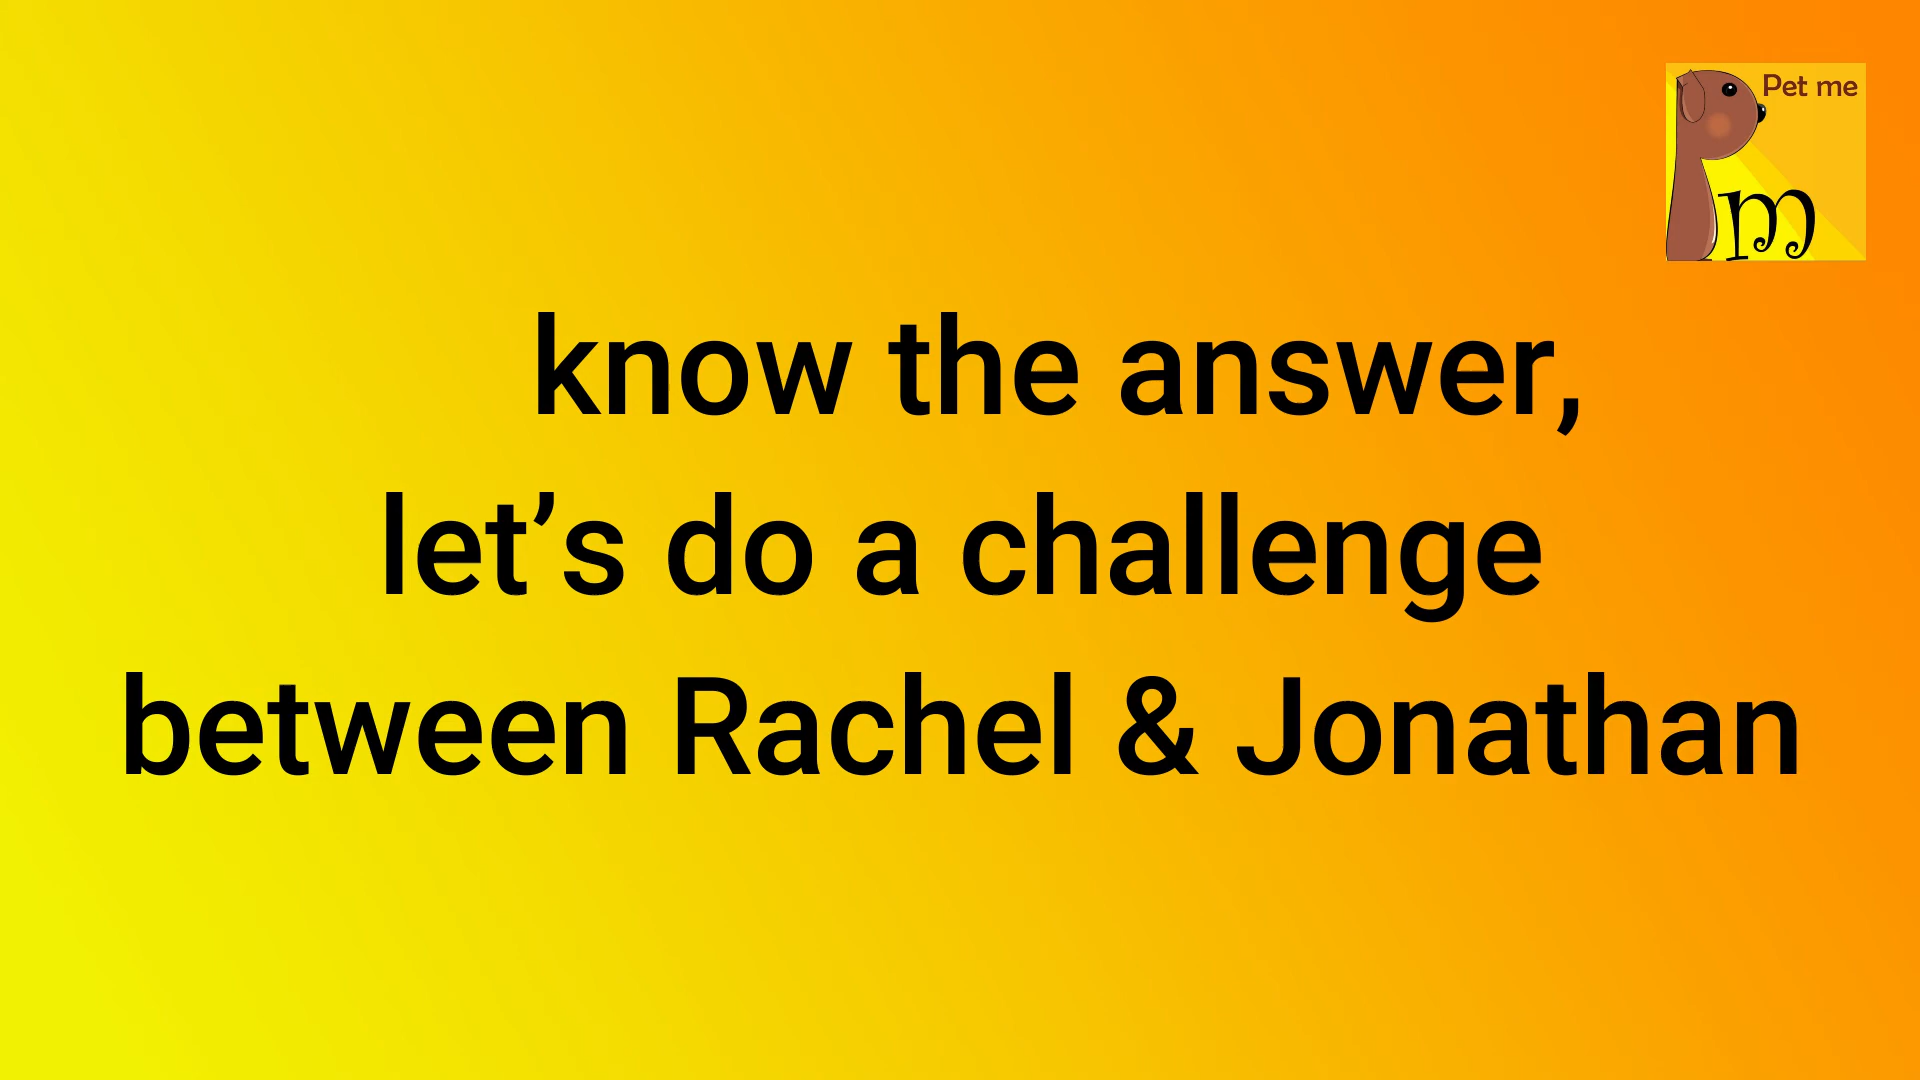 Pet me
m
know the answer,
let’s do a challenge
between Rachel & Jonathan